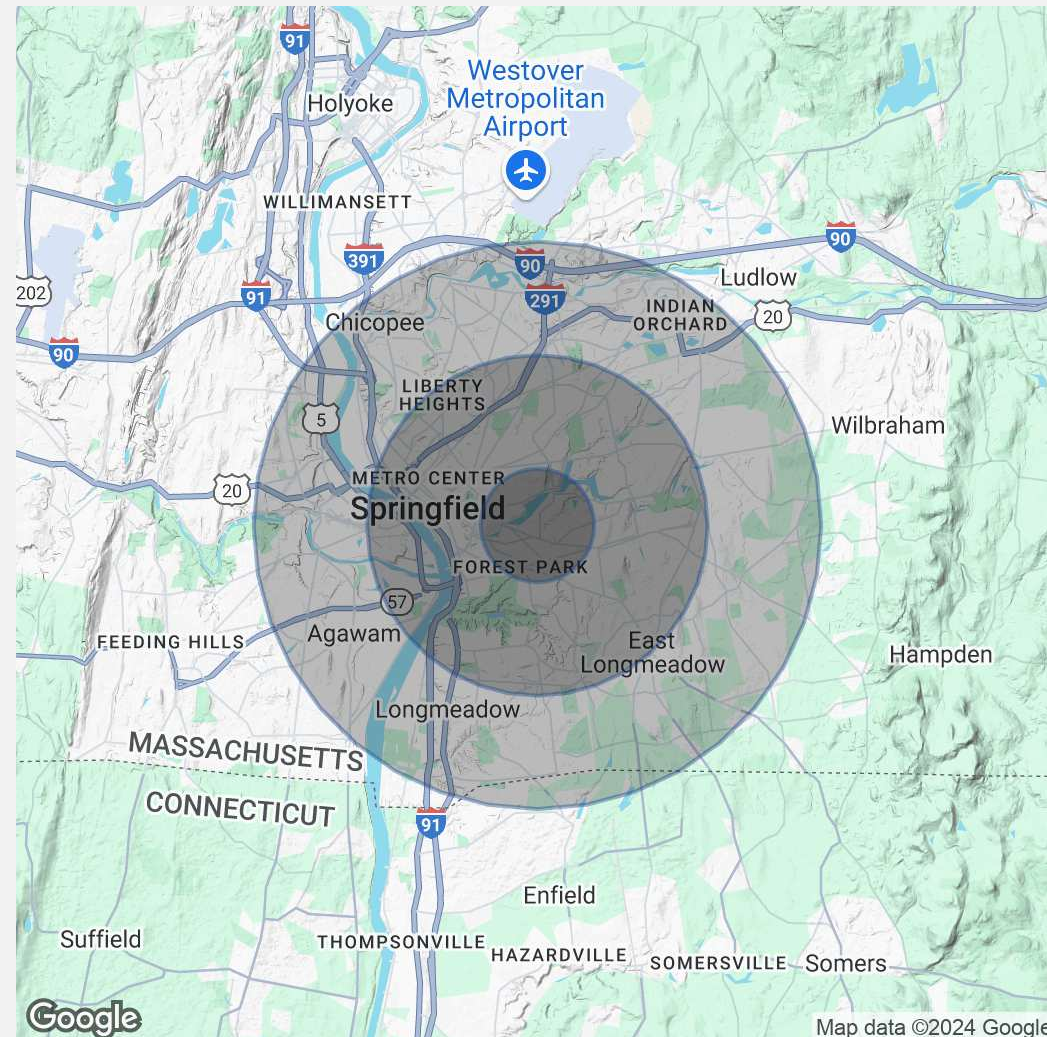 91
Westover
Metropolitan
Airport
Holyoke
WILLIMANSETT
391
90
90
202
91
291
Ludlow
INDIAN
ORCHARD
20
Chicopee
90
LIBERTY
HEIGHTS
5
Wilbraham
METRO CENTER
20
Springfield
FOREST PARK
57
FEEDING HILLS
Agawam
East
Longmeadow
Hampden
Longmeadow
MASSACHUSETTS
CONNECTICUT
91
Enfield
Suffield
THOMPSONVILLE
HAZARDVILLE
SOMERSVILLE
Somers
Google
Map data ©2024 Google